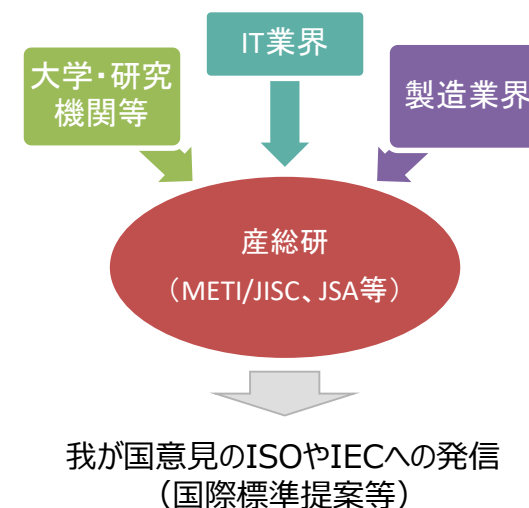 IT業界
大学・研究
機関等
製造業界
産総研
（METI/JISC、JSA等）
我が国意見のISOやIECへの発信
（国際標準提案等）